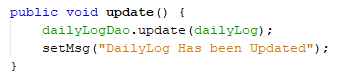 public void update() {
dailyLogDao.update(dailyLog);
setMsg("DailyLog Has been Updated");
}